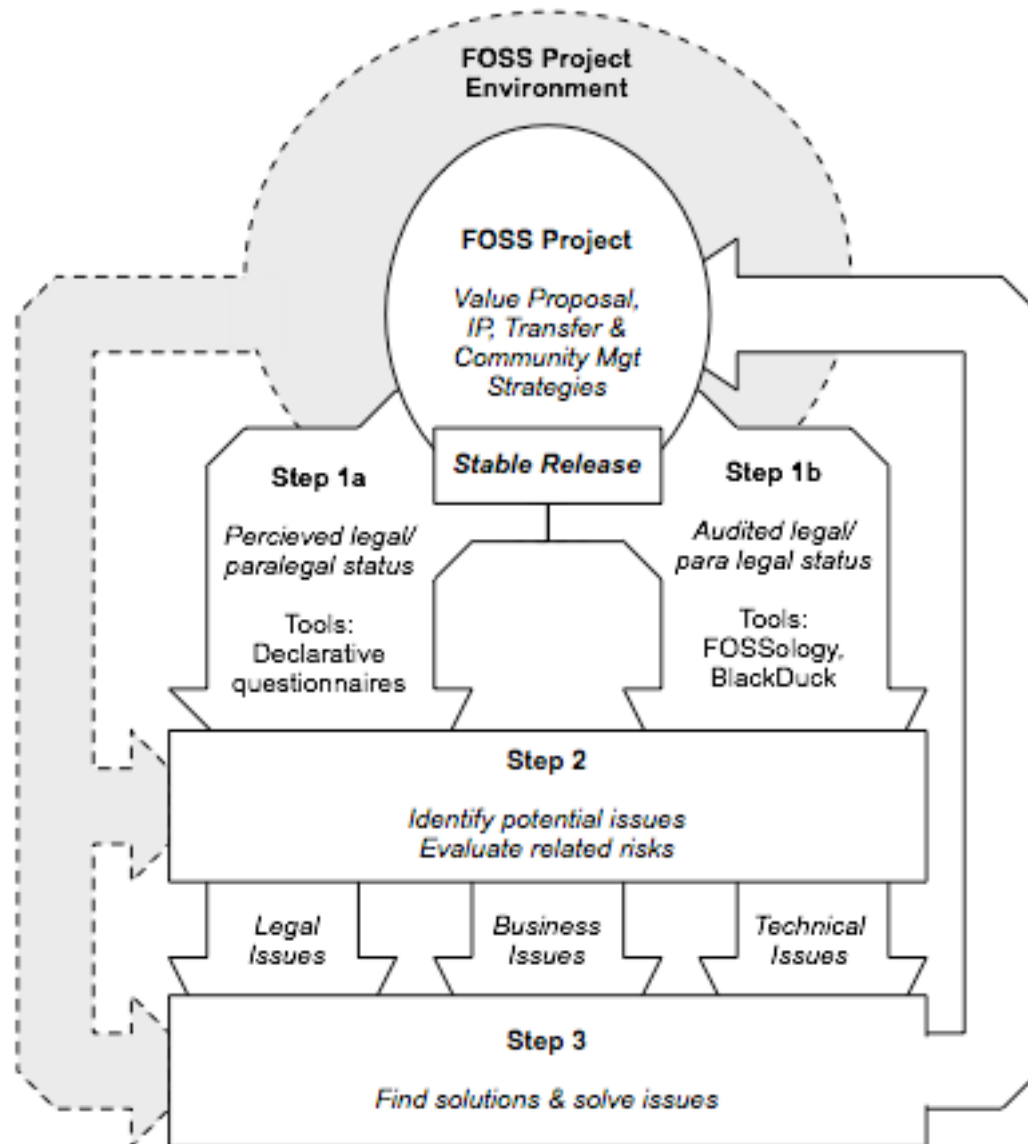 FOSS Project
Environment
FOSS Project
Value Proposal,
IP, Transfer &
Community Mgt
Strategies
Stable Release
Step 1a
Percieved legal/
paralegal status
Tools:
Declarative
questionnaires
Step 1b
Audited legal/
para legal status
Tools:
FOSSology,
BlackDuck
Step 2
Identify potential issues
Evaluate related risks
Legal
Issues
Business
Issues
Technical
Issues
Step 3
Find solutions & solve issues